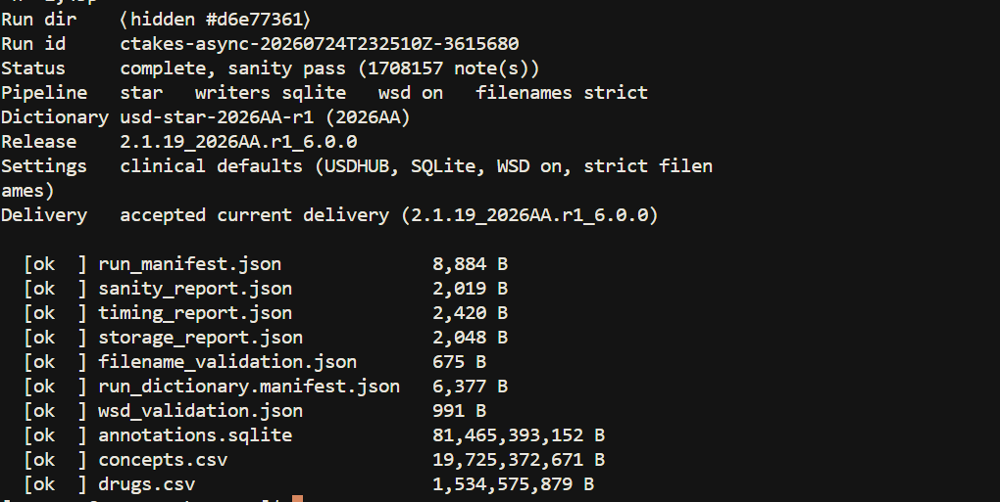 Run dir    ⟨hidden #d6e77361⟩
Run id     ctakes-async-20260724T232510Z-3615680
Status     complete, sanity pass (1708157 note(s))
Pipeline   star   writers sqlite   wsd on   filenames strict
Dictionary usd-star-2026AA-r1 (2026AA)
Release    2.1.19_2026AA.r1_6.0.0
Settings   clinical defaults (USDHUB, SQLite, WSD on, strict filen
ames)
Delivery   accepted current delivery (2.1.19_2026AA.r1_6.0.0)
  [ok  ] run_manifest.json             8,884 B
  [ok  ] sanity_report.json            2,019 B
  [ok  ] timing_report.json            2,420 B
  [ok  ] storage_report.json           2,048 B
  [ok  ] filename_validation.json      675 B
  [ok  ] run_dictionary.manifest.json  6,377 B
  [ok  ] wsd_validation.json           991 B
  [ok  ] annotations.sqlite            81,465,393,152 B
  [ok  ] concepts.csv                  19,725,372,671 B
  [ok  ] drugs.csv                     1,534,575,879 B